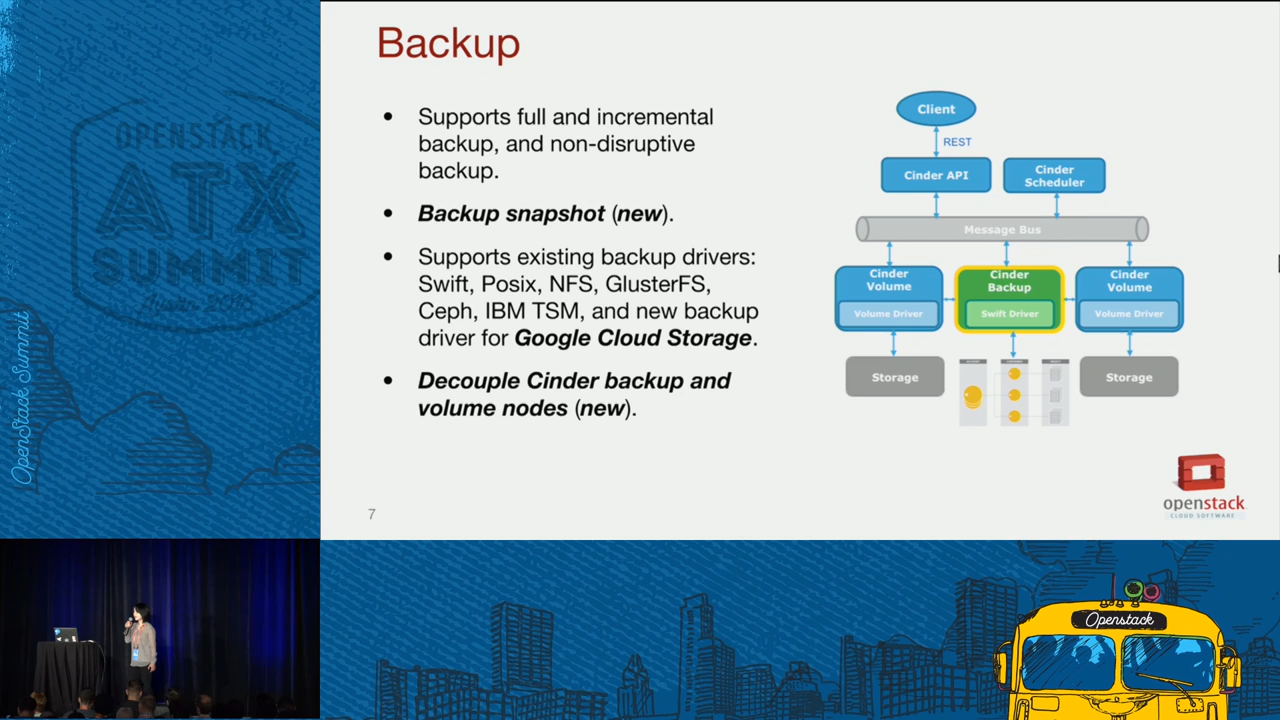 Backup
• Supports full and incremental
backup, and non-disruptive
backup.
• Backup snapshot (new).
• Supports existing backup drivers:
Swift, Posix, NFS, GlusterFS,
Ceph, IBM TSM, and new backup
driver for Google Cloud Storage.
• Decouple Cinder backup and
volume nodes (new).
7
Client
REST
Cinder API
Cinder
Scheduler
Message Bus
Cinder
Volume
Volume Driver
Cinder
Backup
Swift Driver
Cinder
Volume
Volume Driver
Storage
Storage
openstack
CLOUD SOFTWARE
OPENSTACK
ATX
SUMMIT
OpenStack Summit
Openstack